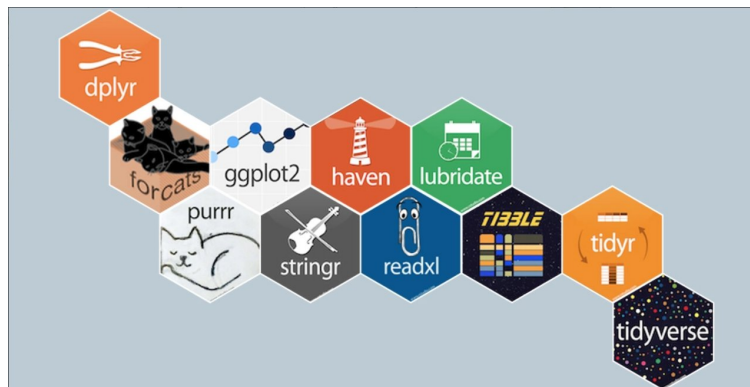 dplyr
forcats
ggplot2
haven
lubridate
purrr
stringr
readxl
TIBBLE
tidyr
tidyverse